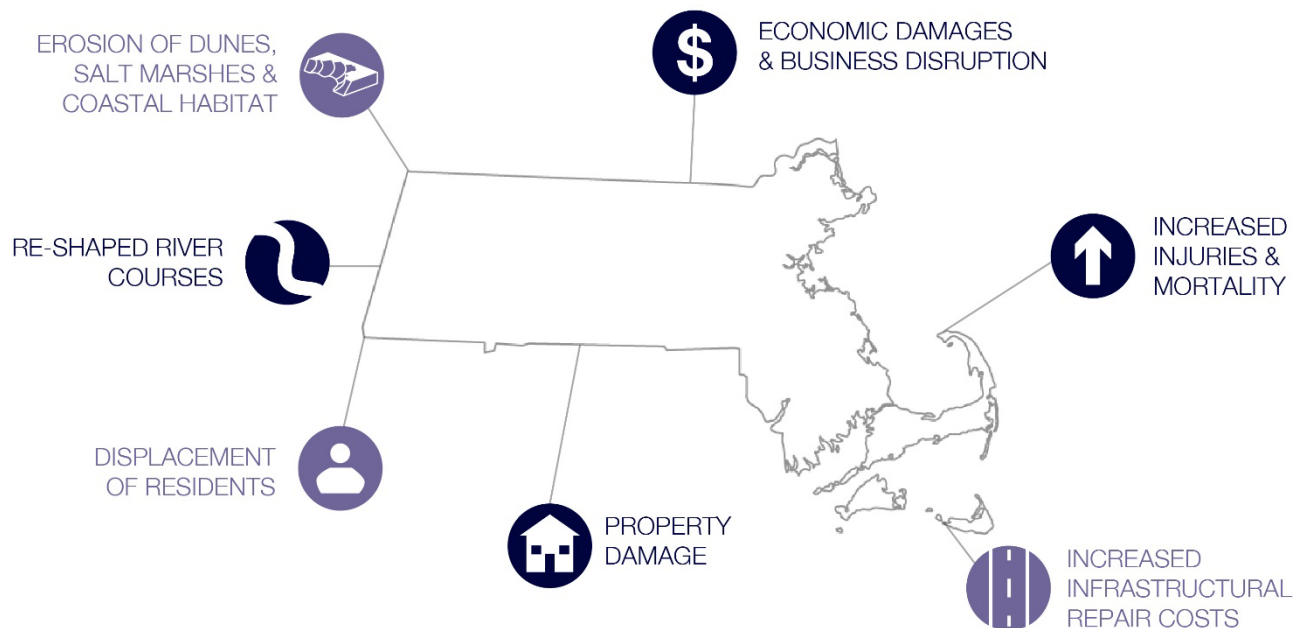 EROSION OF DUNES,
SALT MARSHES &
COASTAL HABITAT
$
ECONOMIC DAMAGES
& BUSINESS DISRUPTION
RE-SHAPED RIVER
COURSES
INCREASED
INJURIES &
MORTALITY
DISPLACEMENT
OF RESIDENTS
PROPERTY
DAMAGE
INCREASED
INFRASTRUCTURAL
REPAIR COSTS